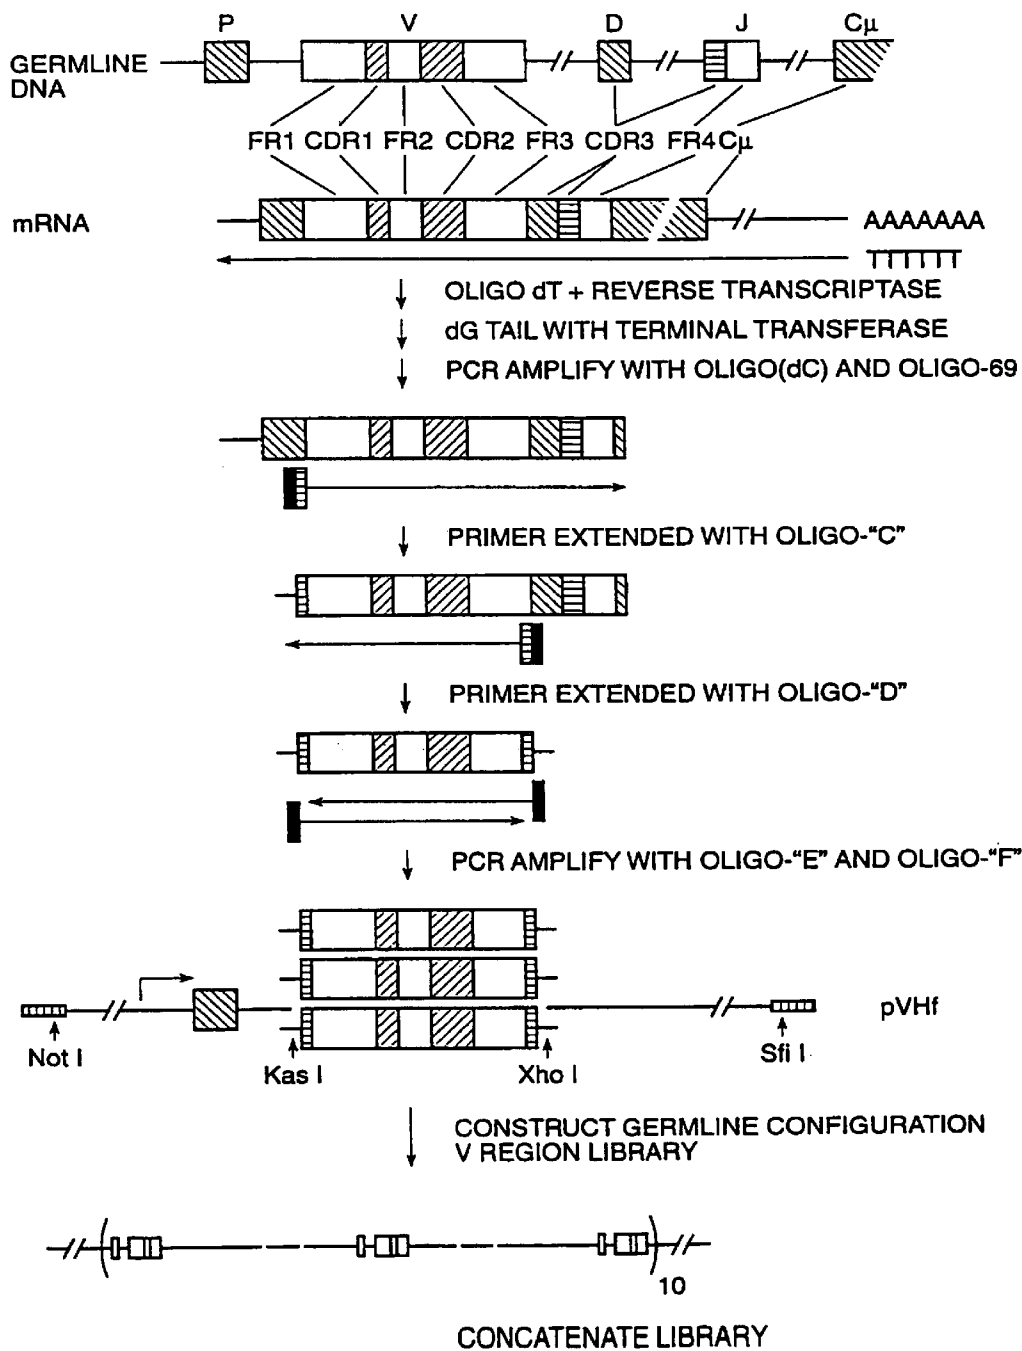 P V D J Cμ
GERMLINE
DNA
FR1 CDR1 FR2 CDR2 FR3 CDR3 FR4 Cμ
mRNA
AAAAAAA
TTTTTT
OLIGO dT + REVERSE TRANSCRIPTASE
dG TAIL WITH TERMINAL TRANSFERASE
PCR AMPLIFY WITH OLIGO(dC) AND OLIGO-69
PRIMER EXTENDED WITH OLIGO-"C"
PRIMER EXTENDED WITH OLIGO-"D"
PCR AMPLIFY WITH OLIGO-"E" AND OLIGO-"F"
pVHf
Not I
Sfi I
Kas I
Xho I
CONSTRUCT GERMLINE CONFIGURATION
V REGION LIBRARY
10
CONCATENATE LIBRARY